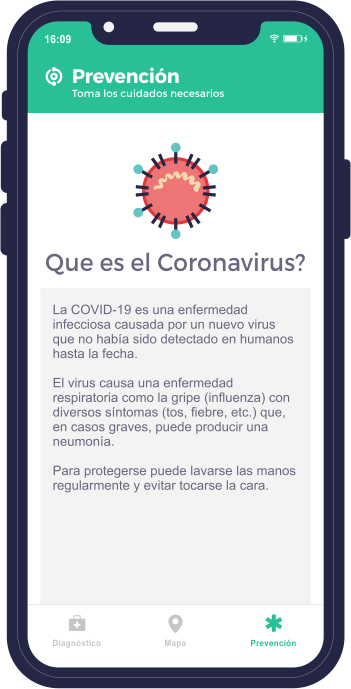 16:09
Prevención
Toma los cuidados necesarios
Que es el Coronavirus?
La COVID-19 es una enfermedad
infecciosa causada por un nuevo virus
que no había sido detectado en humanos
hasta la fecha.
El virus causa una enfermedad
respiratoria como la gripe (influenza) con
diversos síntomas (tos, fiebre, etc.) que,
en casos graves, puede producir una
neumonía.
Para protegerse puede lavarse las manos
regularmente y evitar tocarse la cara.
Diagnóstico
Mapa
Prevención